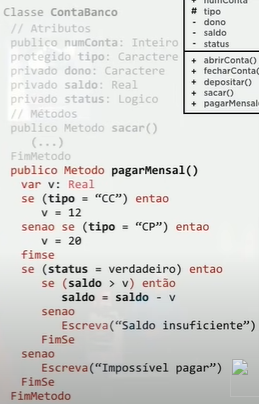 Classe ContaBanco
// Atributos
publico numConta: Inteiro
protegido tipo: Caractere
privado dono: Caractere
privado saldo: Real
privado status: Logico
// Métodos
publico Metodo sacar()
(...)
FimMetodo
publico Metodo pagarMensal()
var v: Real
se (tipo = “CC”) entao
v = 12
senao se (tipo = “CP”) entao
v = 20
fimse
se (status = verdadeiro) entao
se (saldo > v) então
saldo = saldo - v
senao
Escreva(“Saldo insuficiente”)
FimSe
senao
Escreva(“Impossível pagar”)
FimSe
FimMetodo
+ numConta
# tipo
- dono
- saldo
- status
+ abrirConta()
+ fecharConta(
+ depositar()
+ sacar()
+ pagarMensal